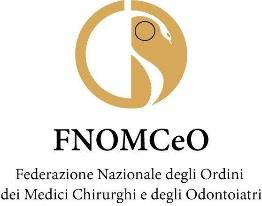 FNOMCeO
Federazione Nazionale degli Ordini
dei Medici Chirurghi e degli Odontoiatri